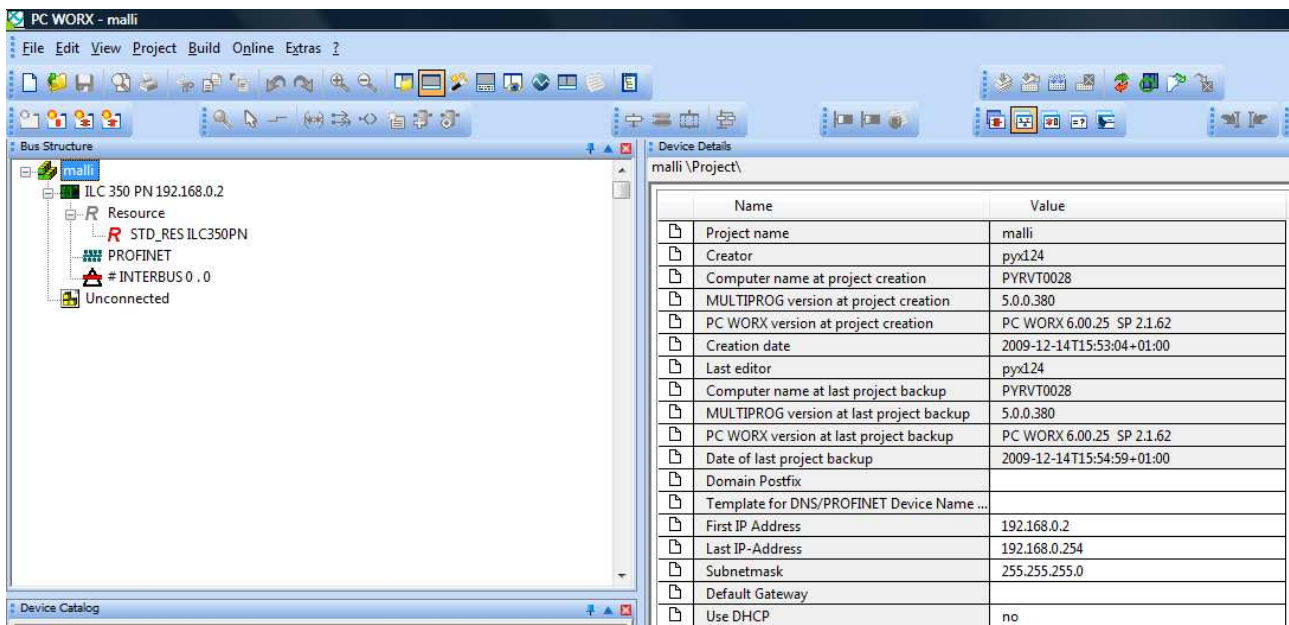 PC WORX - malli
File Edit View Project Build Online Extras ?
Bus Structure
malli
ILC 350 PN 192.168.0.2
R Resource
R STD_RES ILC350PN
PROFINET
# INTERBUS 0 . 0
Unconnected
Device Catalog
Device Details
malli \Project\
Name Value
Project name malli
Creator pyx124
Computer name at project creation PYRVT0028
MULTIPROG version at project creation 5.0.0.380
PC WORX version at project creation PC WORX 6.00.25 SP 2.1.62
Creation date 2009-12-14T15:53:04+01:00
Last editor pyx124
Computer name at last project backup PYRVT0028
MULTIPROG version at last project backup 5.0.0.380
PC WORX version at last project backup PC WORX 6.00.25 SP 2.1.62
Date of last project backup 2009-12-14T15:54:59+01:00
Domain Postfix
Template for DNS/PROFINET Device Name ...
First IP Address 192.168.0.2
Last IP-Address 192.168.0.254
Subnetmask 255.255.255.0
Default Gateway
Use DHCP no